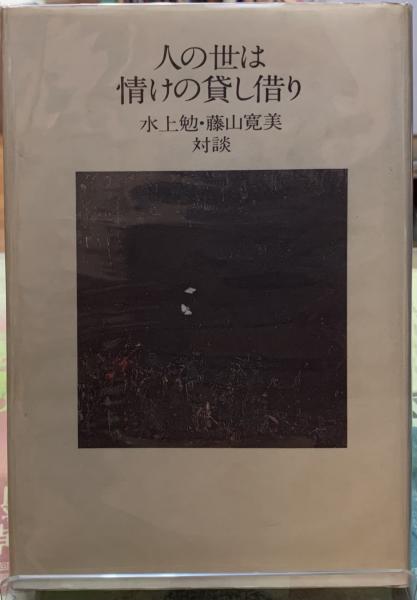 人の世は
情けの貸し借り
水上勉・藤山寛美
対談